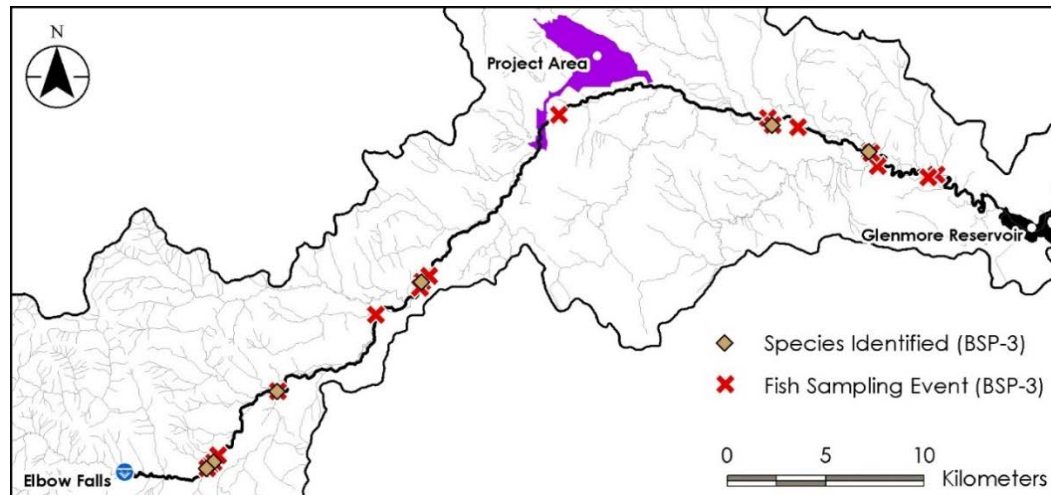 N
Project Area
Glenmore Reservoir
Species Identified (BSP-3)
Fish Sampling Event (BSP-3)
0 5 10
Kilometers
Elbow Falls